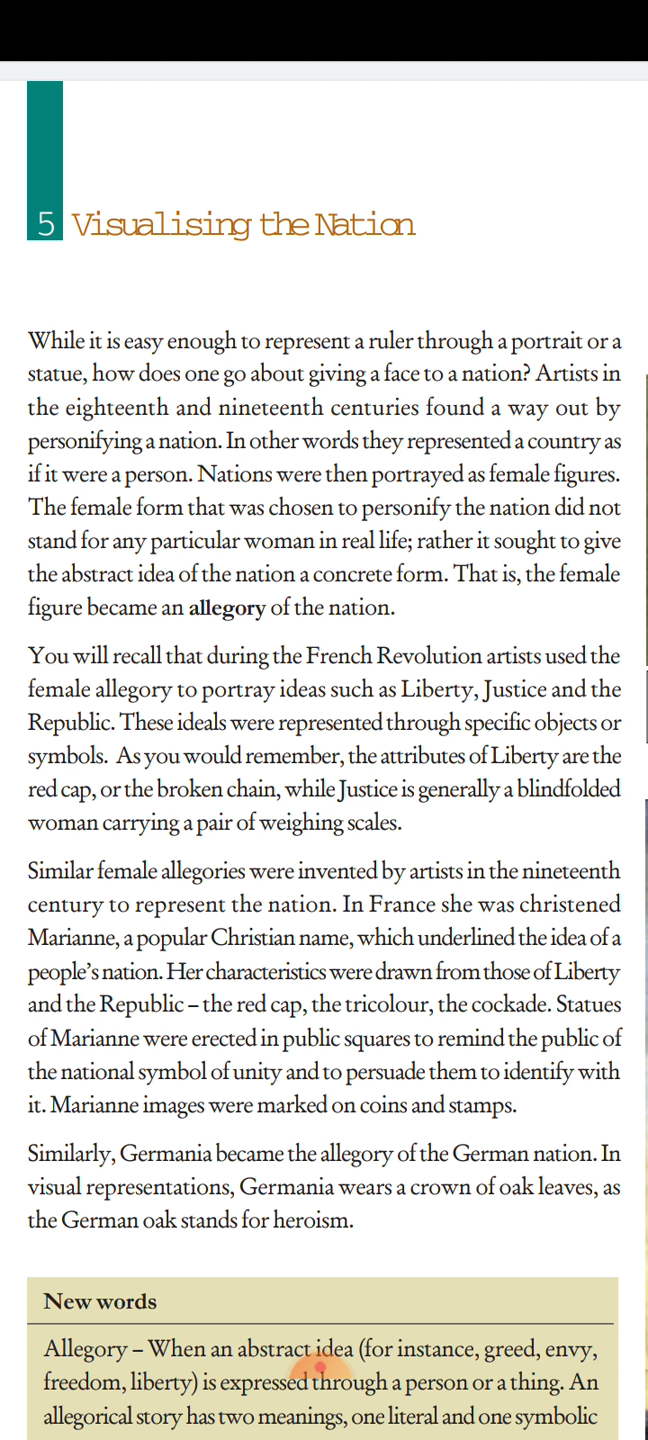 5 Visualising the Nation
While it is easy enough to represent a ruler through a portrait or a
statue, how does one go about giving a face to a nation? Artists in
the eighteenth and nineteenth centuries found a way out by
personifying a nation. In other words they represented a country as
if it were a person. Nations were then portrayed as female figures.
The female form that was chosen to personify the nation did not
stand for any particular woman in real life; rather it sought to give
the abstract idea of the nation a concrete form. That is, the female
figure became an allegory of the nation.
You will recall that during the French Revolution artists used the
female allegory to portray ideas such as Liberty, Justice and the
Republic. These ideals were represented through specific objects or
symbols. As you would remember, the attributes of Liberty are the
red cap, or the broken chain, while Justice is generally a blindfolded
woman carrying a pair of weighing scales.
Similar female allegories were invented by artists in the nineteenth
century to represent the nation. In France she was christened
Marianne, a popular Christian name, which underlined the idea of a
people's nation. Her characteristics were drawn from those of Liberty
and the Republic – the red cap, the tricolour, the cockade. Statues
of Marianne were erected in public squares to remind the public of
the national symbol of unity and to persuade them to identify with
it. Marianne images were marked on coins and stamps.
Similarly, Germania became the allegory of the German nation. In
visual representations, Germania wears a crown of oak leaves, as
the German oak stands for heroism.
New words
Allegory – When an abstract idea (for instance, greed, envy,
freedom, liberty) is expressed through a person or a thing. An
allegorical story has two meanings, one literal and one symbolic